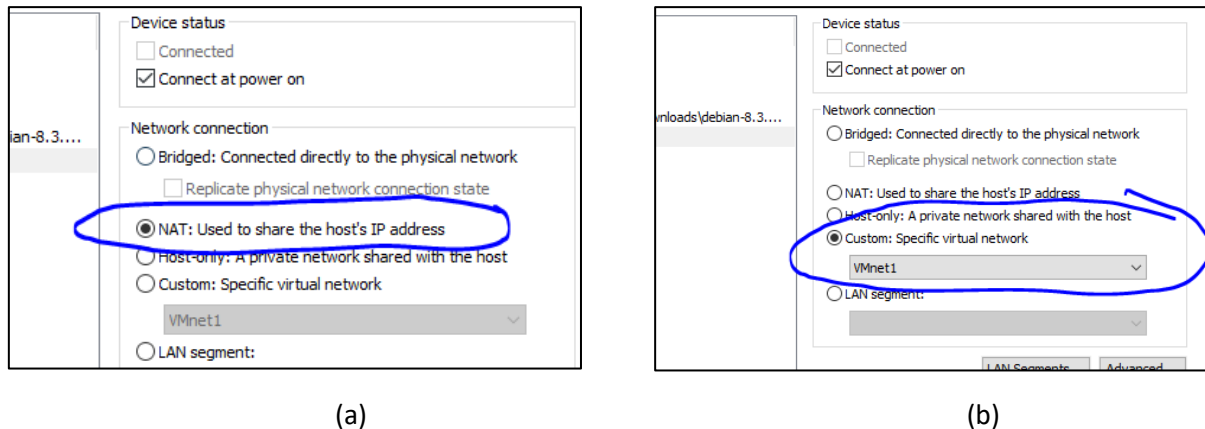 Device status
Connected
Connect at power on
ian-8.3....
Network connection
Bridged: Connected directly to the physical network
Replicate physical network connection state
NAT: Used to share the host's IP address
Host-only: A private network shared with the host
Custom: Specific virtual network
VMnet1
LAN segment:
(a)
Device status
Connected
Connect at power on
wnloads\debian-8.3....
Network connection
Bridged: Connected directly to the physical network
Replicate physical network connection state
NAT: Used to share the host's IP address
Host-only: A private network shared with the host
Custom: Specific virtual network
VMnet1
LAN segment:
LAN Segments...
Advanced...
(b)